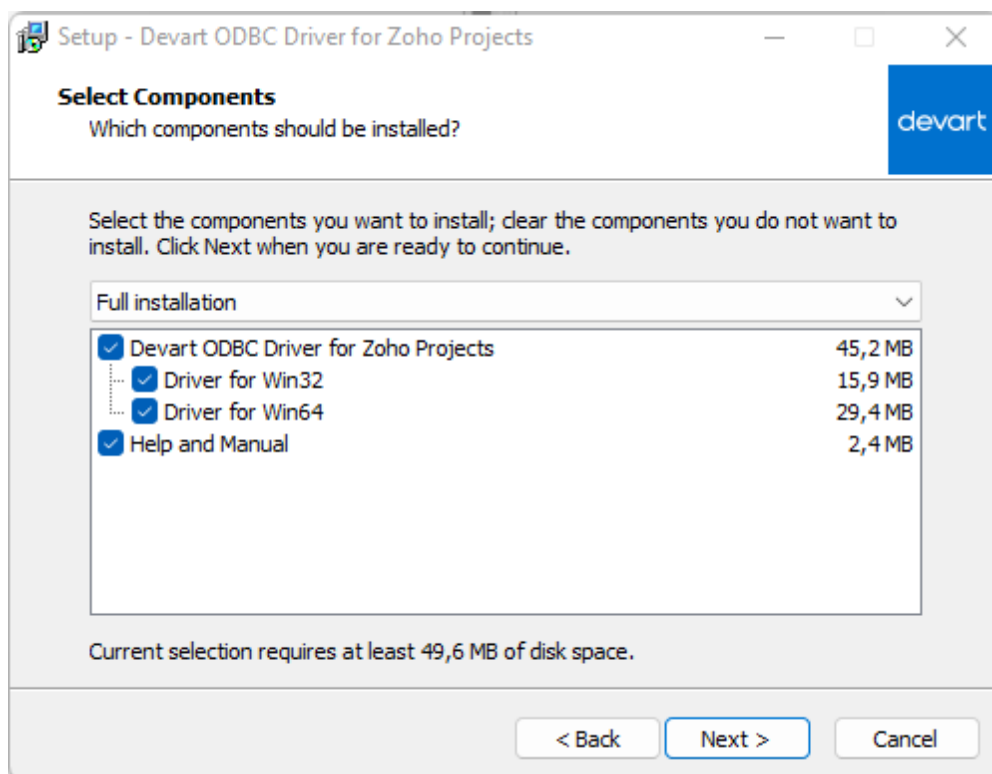 Setup - Devart ODBC Driver for Zoho Projects
Select Components
Which components should be installed?
devart
Select the components you want to install; clear the components you do not want to
install. Click Next when you are ready to continue.
Full installation
Devart ODBC Driver for Zoho Projects 45,2 MB
Driver for Win32 15,9 MB
Driver for Win64 29,4 MB
Help and Manual 2,4 MB
Current selection requires at least 49,6 MB of disk space.
< Back Next > Cancel